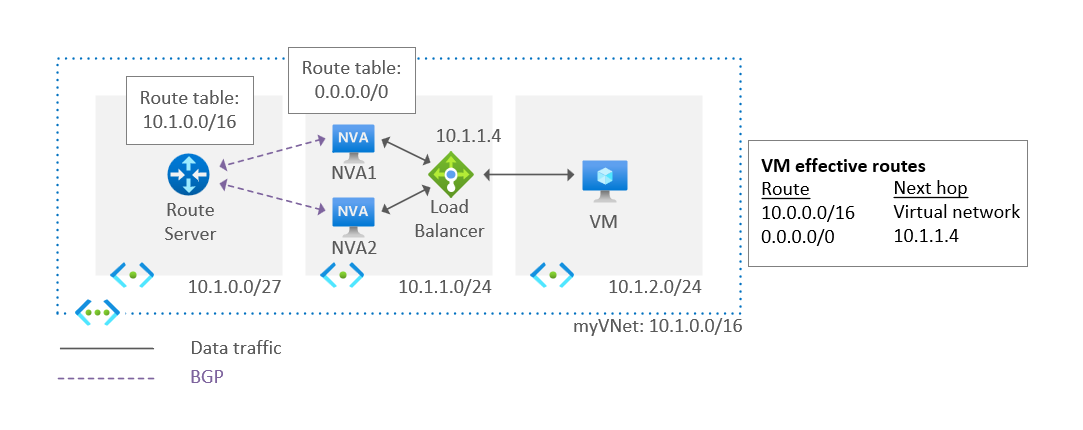 Route table:
0.0.0.0/0
Route table:
10.1.0.0/16
NVA
NVA1
10.1.1.4
Route
Server
NVA
NVA2
Load
Balancer
VM
10.1.0.0/27
10.1.1.0/24
10.1.2.0/24
myVNet: 10.1.0.0/16
VM effective routes
Route Next hop
10.0.0.0/16 Virtual network
0.0.0.0/0 10.1.1.4
Data traffic
BGP